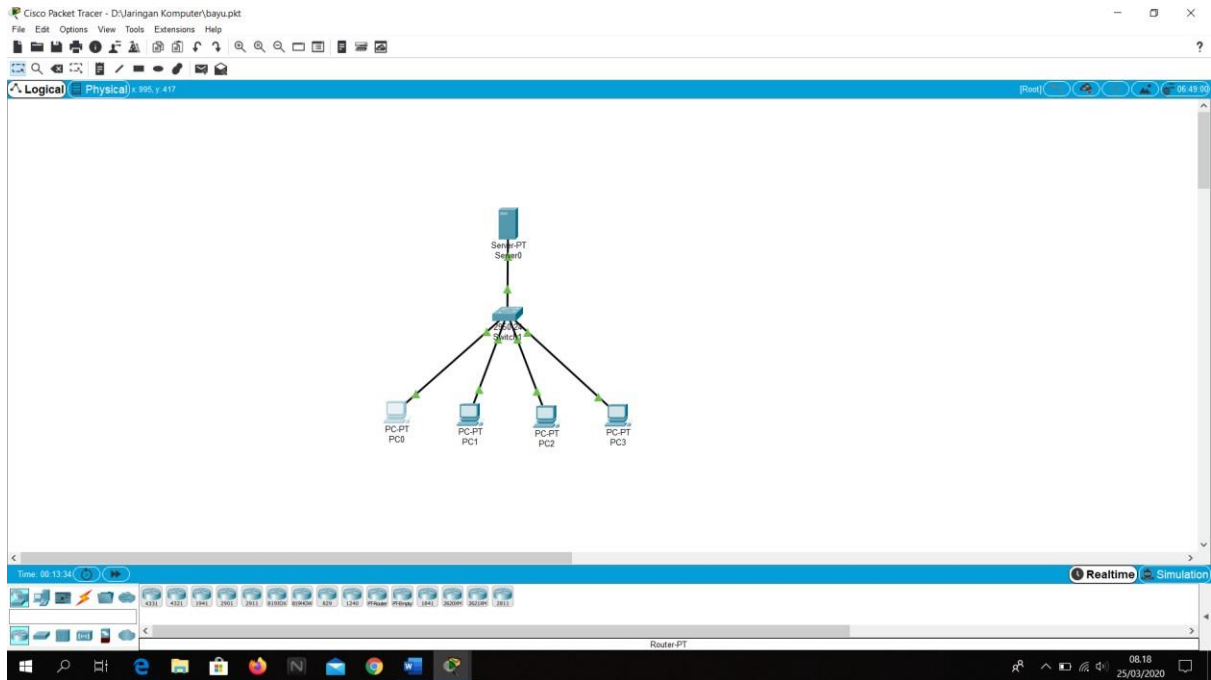 Cisco Packet Tracer - D:\Jaringan Komputer\bayu.pkt
File Edit Options View Tools Extensions Help
?
Logical Physical x: 995, y: 417 [Root] 06:49:00
Server-PT
Server0
2950-24
Switch1
PC-PT
PC0
PC-PT
PC1
PC-PT
PC2
PC-PT
PC3
Time: 00:13:34 Realtime Simulation
4331 4321 1941 2901 2911 819IOX 819HGW 829 1240 PT-Router PT-Empty 1841 2620XM 2621XM 2811
Router-PT
08.18
25/03/2020